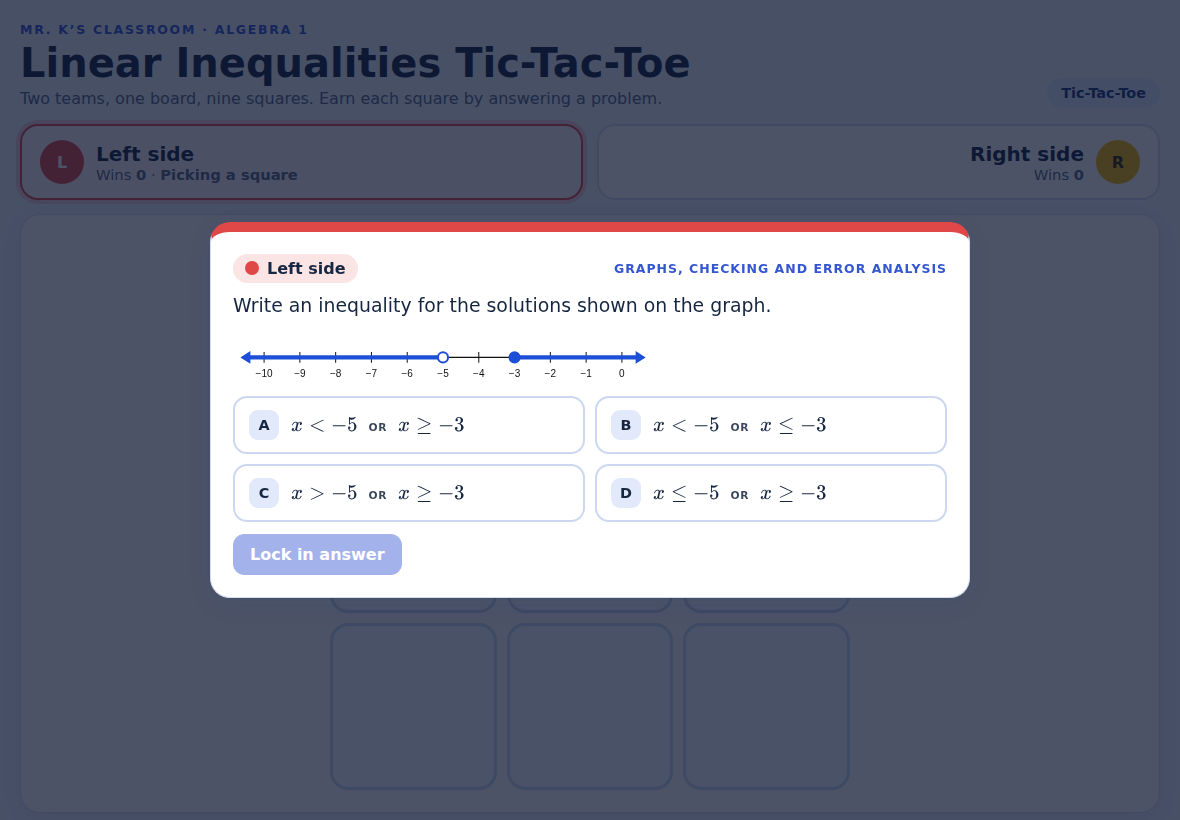 MR. K'S CLASSROOM · ALGEBRA 1
Linear Inequalities Tic-Tac-Toe
Two teams, one board, nine squares. Earn each square by answering a problem.
Tic-Tac-Toe
L
Left side
Wins 0 · Picking a square
Right side
Wins 0
R
Left side
GRAPHS, CHECKING AND ERROR ANALYSIS
Write an inequality for the solutions shown on the graph.
−10 −9 −8 −7 −6 −5 −4 −3 −2 −1 0
A x < −5 OR x ≥ −3
B x < −5 OR x ≤ −3
C x > −5 OR x ≥ −3
D x ≤ −5 OR x ≥ −3
Lock in answer